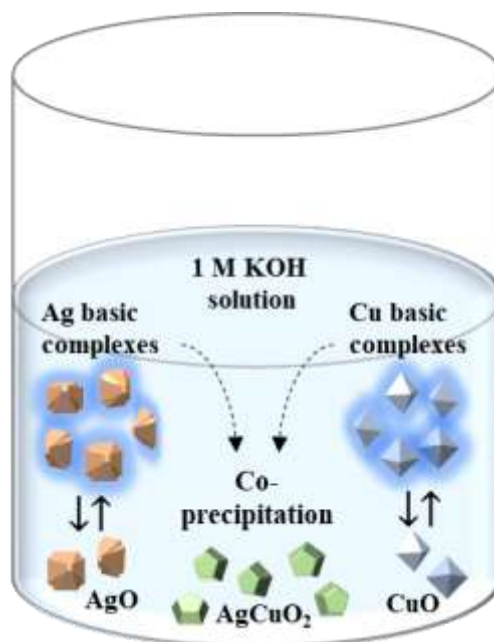 1 M KOH
solution
Ag basic
complexes
Cu basic
complexes
Co-
precipitation
AgO
AgCuO₂
CuO